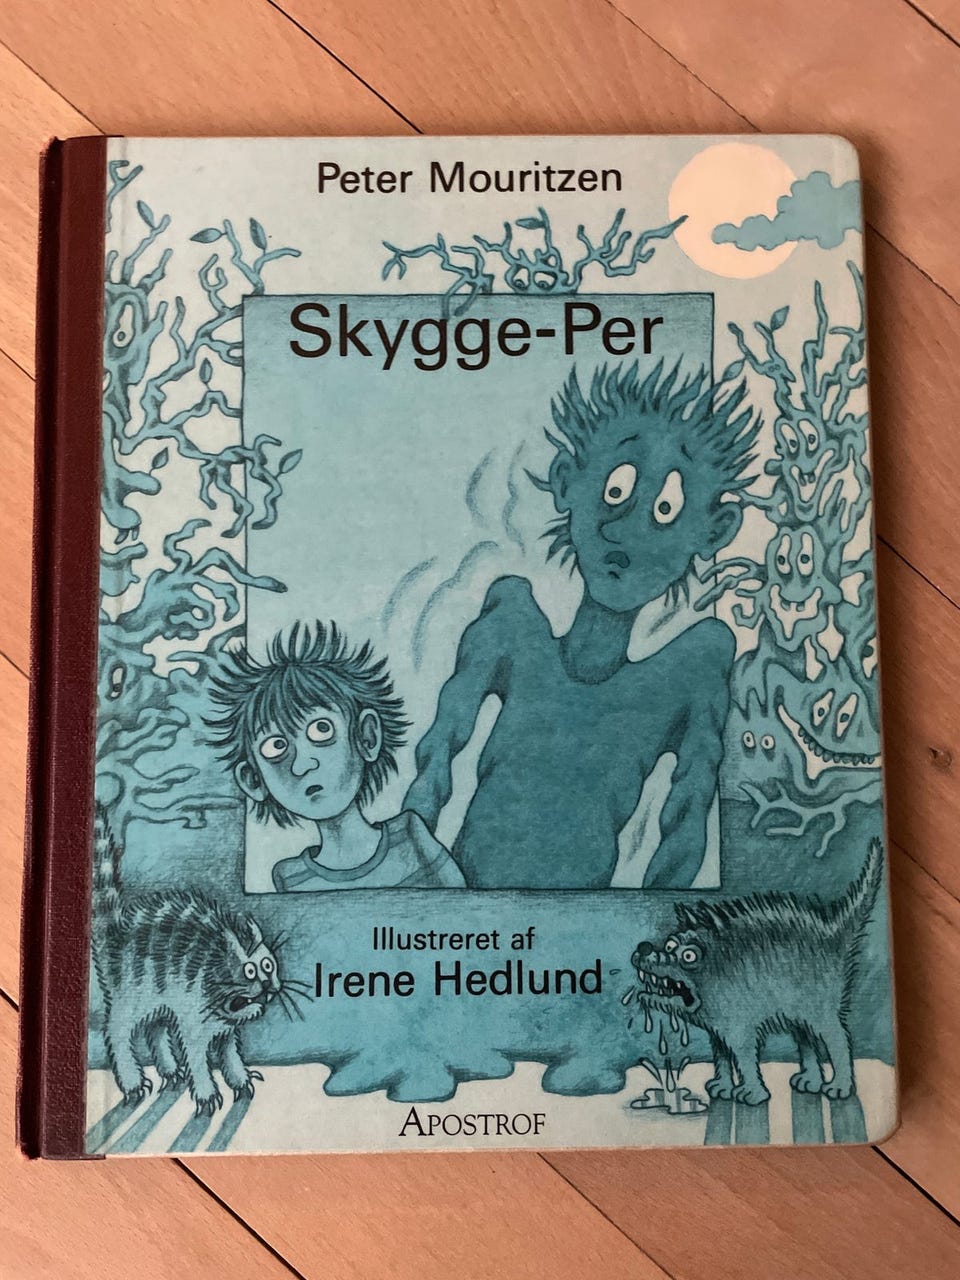 Peter Mouritzen
Skygge-Per
Illustreret af
Irene Hedlund
APOSTROF